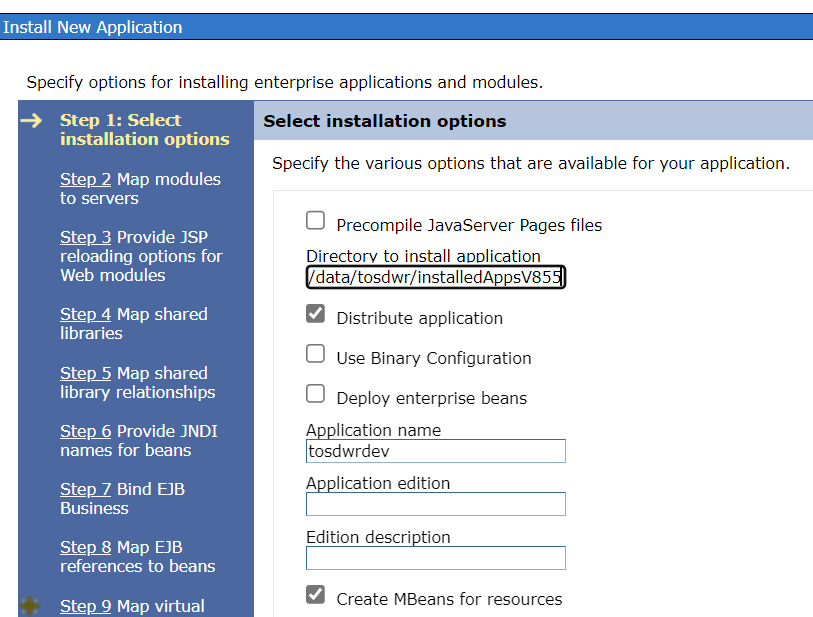 Install New Application
Specify options for installing enterprise applications and modules.
Step 1: Select
installation options
Step 2 Map modules
to servers
Step 3 Provide JSP
reloading options for
Web modules
Step 4 Map shared
libraries
Step 5 Map shared
library relationships
Step 6 Provide JNDI
names for beans
Step 7 Bind EJB
Business
Step 8 Map EJB
references to beans
Step 9 Map virtual
Select installation options
Specify the various options that are available for your application.
Precompile JavaServer Pages files
Directory to install application
/data/tosdwr/installedAppsV855
Distribute application
Use Binary Configuration
Deploy enterprise beans
Application name
tosdwrdev
Application edition
Edition description
Create MBeans for resources